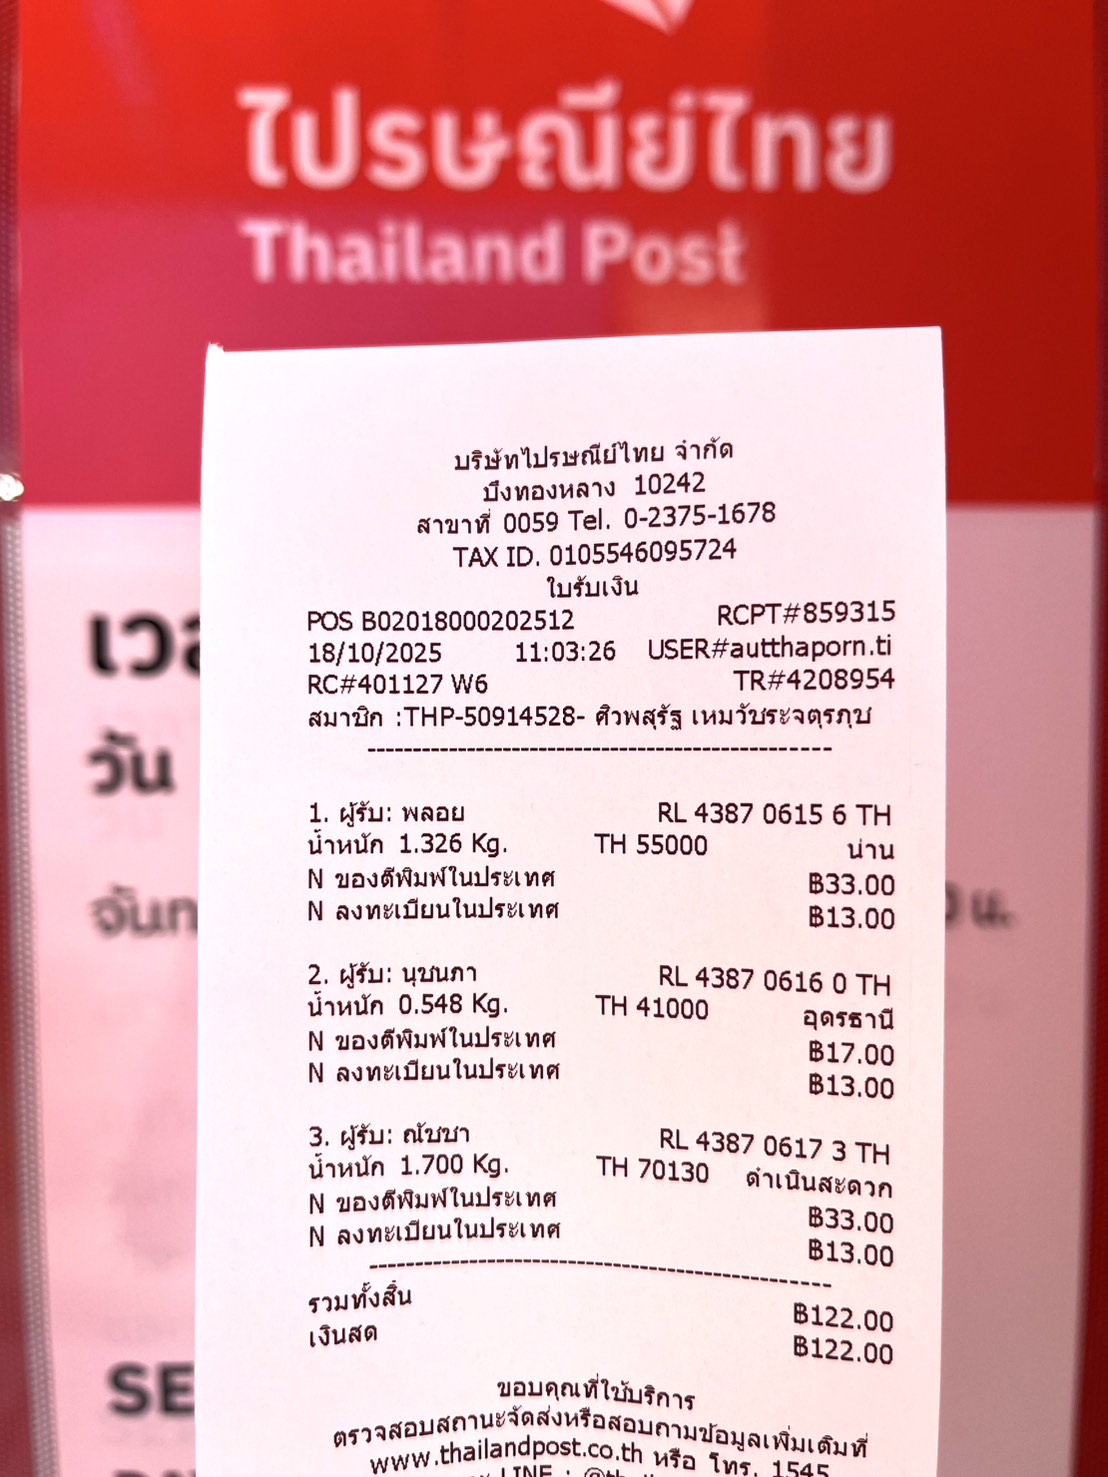 ไปรษณีย์ไทย
Thailand Post
บริษัทไปรษณีย์ไทย จำกัด
บึงทองหลาง 10242
สาขาที่ 0059 Tel. 0-2375-1678
TAX ID. 0105546095724
ใบรับเงิน
POS B02018000202512 RCPT#859315
18/10/2025 11:03:26 USER#autthaporn.ti
RC#401127 W6 TR#4208954
สมาชิก :THP-50914528- ศิวพสุรัฐ เหมวัชระจตุรภุช
1. ผู้รับ: พลอย RL 4387 0615 6 TH
น้ำหนัก 1.326 Kg. TH 55000 น่าน
N ของตีพิมพ์ในประเทศ ฿33.00
N ลงทะเบียนในประเทศ ฿13.00
2. ผู้รับ: นุชนภา RL 4387 0616 0 TH
น้ำหนัก 0.548 Kg. TH 41000 อุดรธานี
N ของตีพิมพ์ในประเทศ ฿17.00
N ลงทะเบียนในประเทศ ฿13.00
3. ผู้รับ: ณัชชา RL 4387 0617 3 TH
น้ำหนัก 1.700 Kg. TH 70130 ดำเนินสะดวก
N ของตีพิมพ์ในประเทศ ฿33.00
N ลงทะเบียนในประเทศ ฿13.00
รวมทั้งสิ้น ฿122.00
เงินสด ฿122.00
ขอบคุณที่ใช้บริการ
ตรวจสอบสถานะจัดส่งหรือสอบถามข้อมูลเพิ่มเติมที่
www.thailandpost.co.th หรือ โทร. 1545
LINE :
วัน